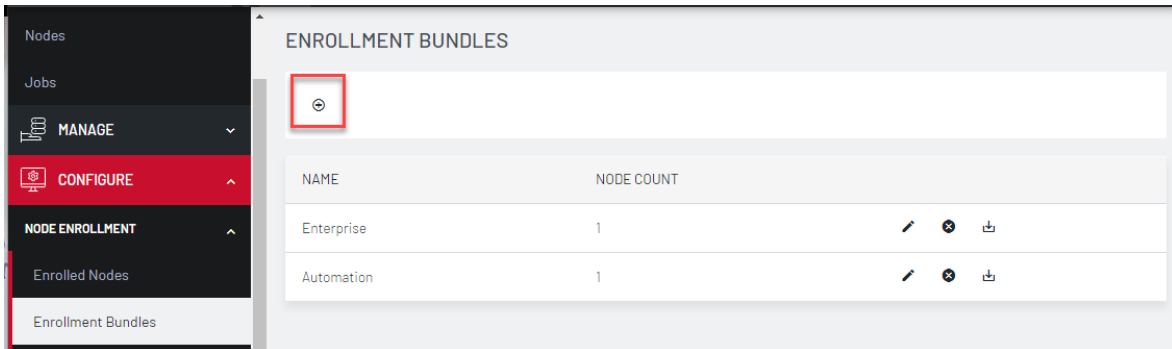 Nodes
Jobs
MANAGE
CONFIGURE
NODE ENROLLMENT
Enrolled Nodes
Enrollment Bundles
ENROLLMENT BUNDLES
NAME NODE COUNT
Enterprise 1
Automation 1